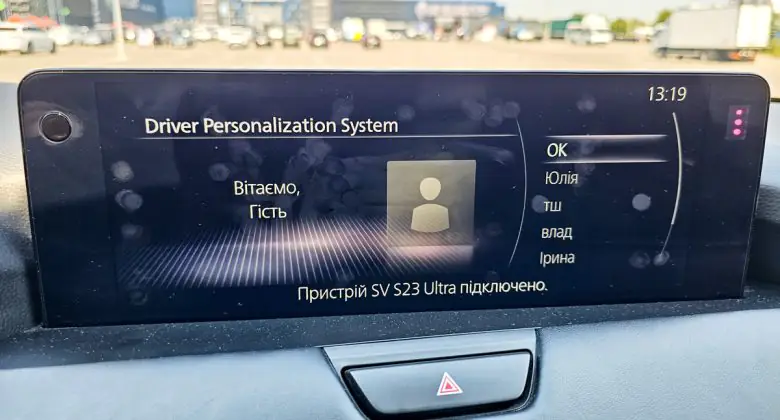 13:19
Driver Personalization System
Вітаємо,
Гість
OK
Юлія
тш
влад
Ірина
Пристрій SV S23 Ultra підключено.